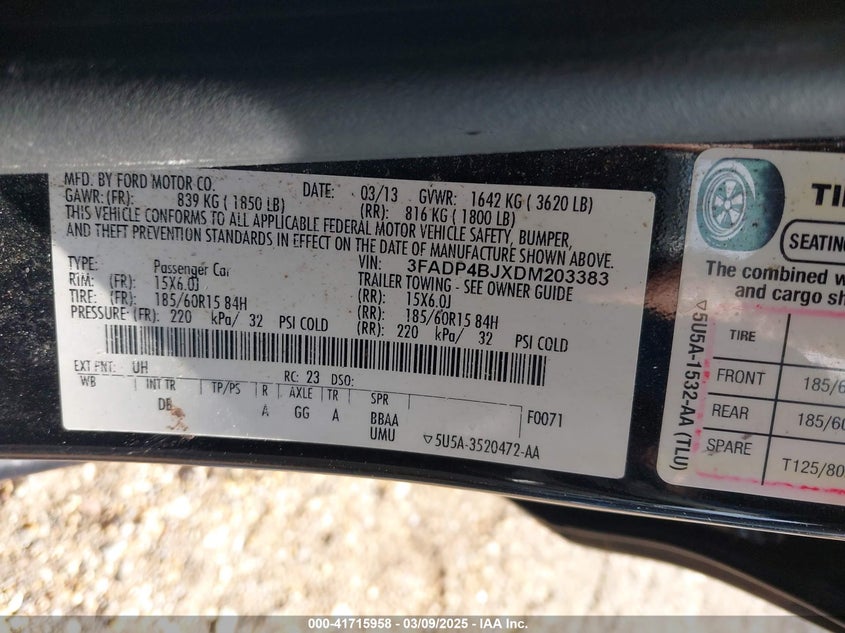 MFD. BY FORD MOTOR CO.
DATE: 03/13 GVWR: 1642 KG ( 3620 LB)
GAWR: (FR): 839 KG ( 1850 LB) (RR): 816 KG ( 1800 LB)
THIS VEHICLE CONFORMS TO ALL APPLICABLE FEDERAL MOTOR VEHICLE SAFETY, BUMPER,
AND THEFT PREVENTION STANDARDS IN EFFECT ON THE DATE OF MANUFACTURE SHOWN ABOVE.
VIN: 3FADP4BJXDM203383
TYPE: Passenger Car TRAILER TOWING - SEE OWNER GUIDE
RIM: (FR): 15X6.0J (RR): 15X6.0J
TIRE: (FR): 185/60R15 84H (RR): 185/60R15 84H
PRESSURE: (FR): 220 kPa/ 32 PSI COLD (RR): 220 kPa/ 32 PSI COLD
EXT PNT: UH RC: 23 DSO:
WB INT TR TP/PS R AXLE TR SPR
A GG A BBAA F0071
UMU ▽5U5A-3520472-AA
SEATING
The combined
and cargo
▽5U5A-1532-AA (TLU)
TIRE
FRONT 185/
REAR 185/60
SPARE T125/80
000-41715958 - 03/09/2025 - IAA Inc.